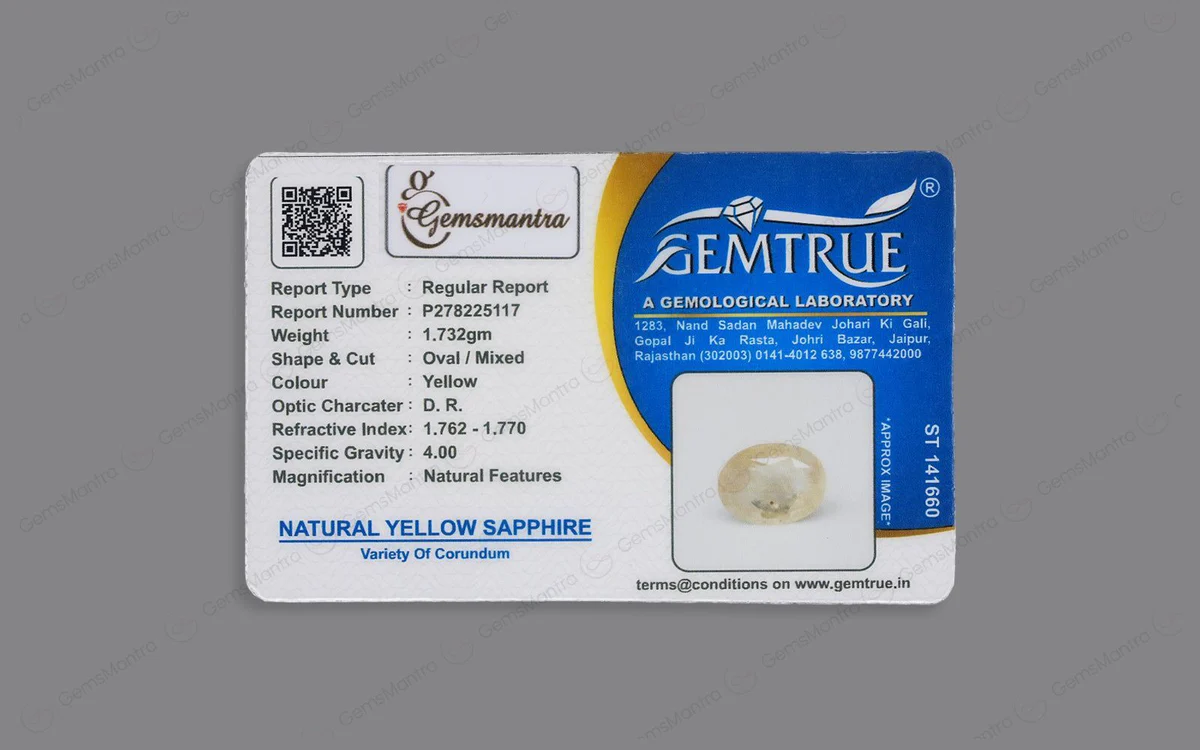 Gemsmantra
Report Type : Regular Report
Report Number : P278225117
Weight : 1.732gm
Shape & Cut : Oval / Mixed
Colour : Yellow
Optic Charcater : D. R.
Refractive Index: 1.762 - 1.770
Specific Gravity : 4.00
Magnification : Natural Features
NATURAL YELLOW SAPPHIRE
Variety Of Corundum
GEMTRUE ®
A GEMOLOGICAL LABORATORY
1283, Nand Sadan Mahadev Johari Ki Gali,
Gopal Ji Ka Rasta, Johri Bazar, Jaipur,
Rajasthan (302003) 0141-4012 638, 9877442000
*APPROX IMAGE*
ST 141660
terms@conditions on www.gemtrue.in
GemsMantra